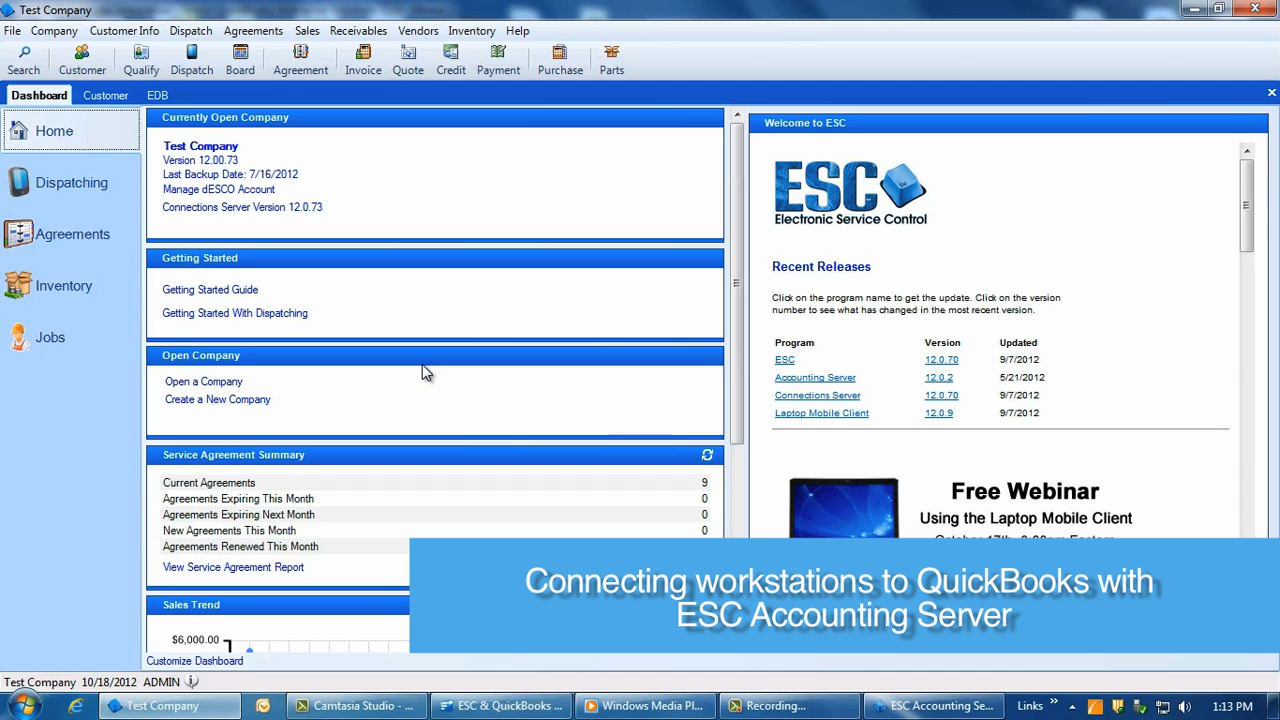 Test Company
File Company Customer Info Dispatch Agreements Sales Receivables Vendors Inventory Help
Search Customer Qualify Dispatch Board Agreement Invoice Quote Credit Payment Purchase Parts
Dashboard Customer EDB
Home
Dispatching
Agreements
Inventory
Jobs
Currently Open Company
Test Company
Version 12.00.73
Last Backup Date: 7/16/2012
Manage dESCO Account
Connections Server Version 12.0.73
Getting Started
Getting Started Guide
Getting Started With Dispatching
Open Company
Open a Company
Create a New Company
Service Agreement Summary
Current Agreements 9
Agreements Expiring This Month 0
Agreements Expiring Next Month 0
New Agreements This Month 0
Agreements Renewed This Month 0
View Service Agreement Report
Sales Trend
$6,000.00
Customize Dashboard
Welcome to ESC
ESC
Electronic Service Control
Recent Releases
Click on the program name to get the update. Click on the version
number to see what has changed in the most recent version.
Program Version Updated
ESC 12.0.70 9/7/2012
Accounting Server 12.0.2 5/21/2012
Connections Server 12.0.70 9/7/2012
Laptop Mobile Client 12.0.9 9/7/2012
Free Webinar
Using the Laptop Mobile Client
Connecting workstations to QuickBooks with
ESC Accounting Server
Test Company 10/18/2012 ADMIN
Test Company Camtasia Studio - ... ESC & QuickBooks ... Windows Media Pl... Recording... ESC Accounting Se... Links 1:13 PM